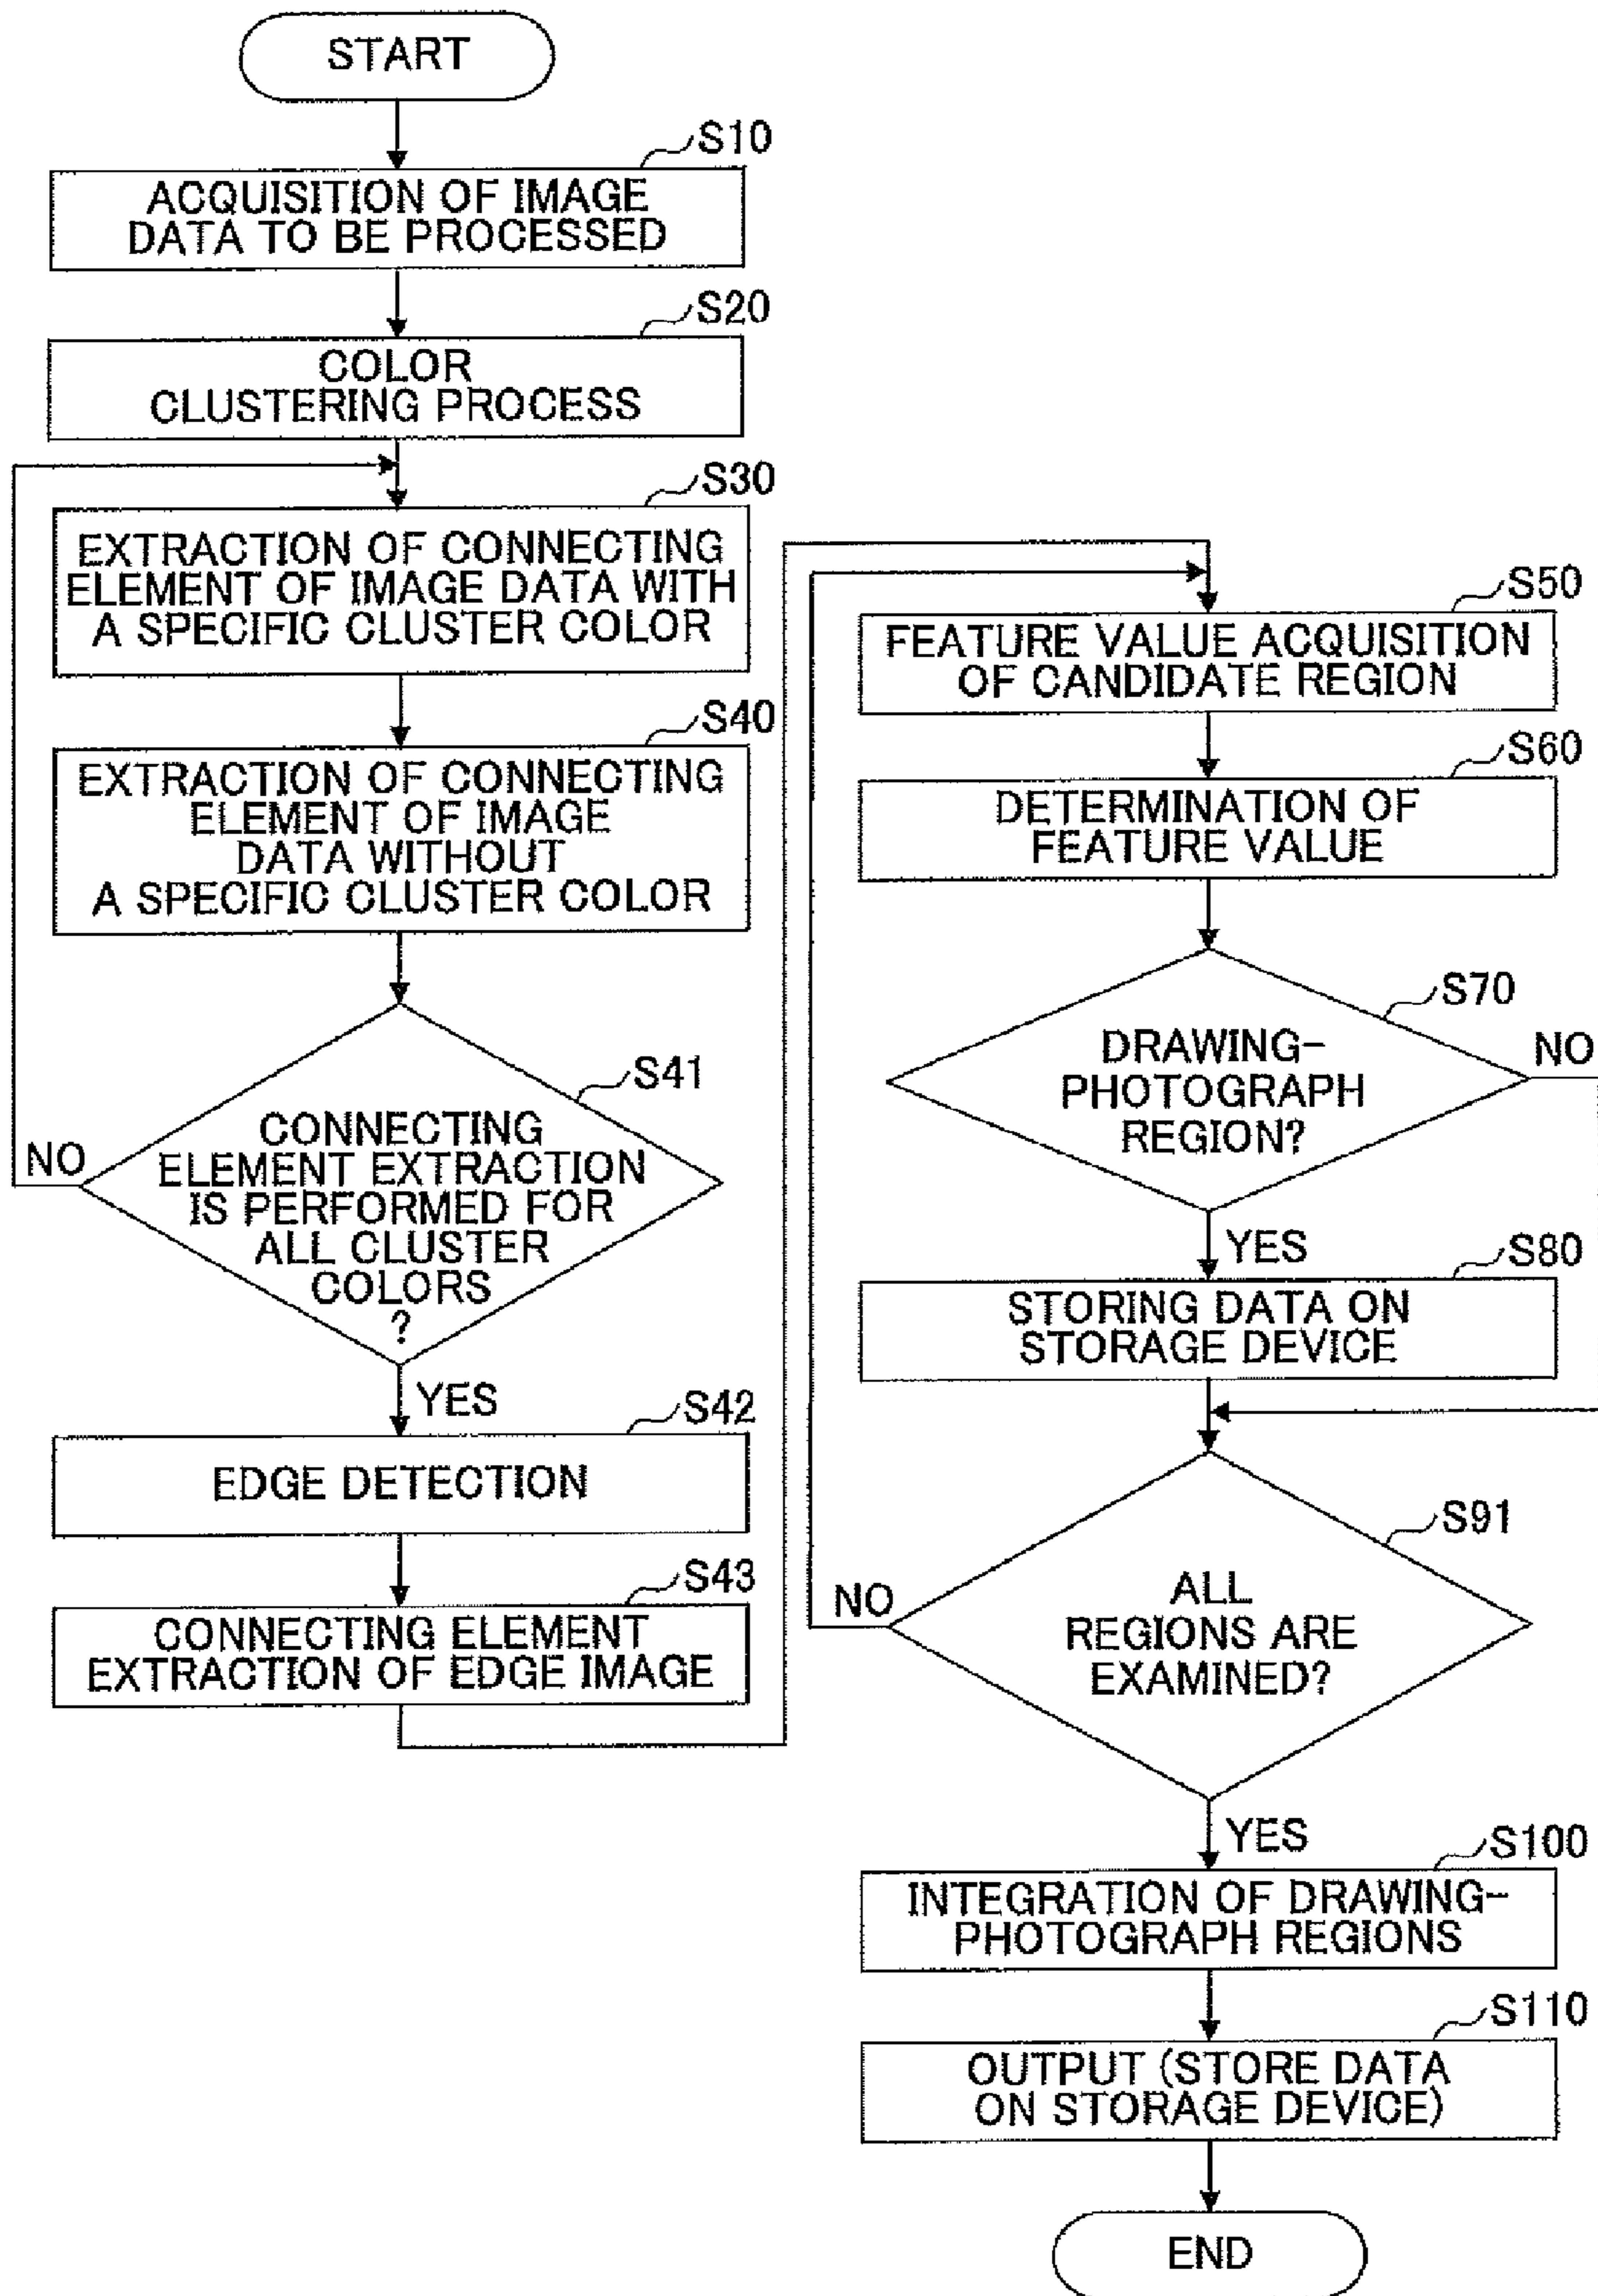 START
S10
ACQUISITION OF IMAGE
DATA TO BE PROCESSED
S20
COLOR
CLUSTERING PROCESS
S30
EXTRACTION OF CONNECTING
ELEMENT OF IMAGE DATA WITH
A SPECIFIC CLUSTER COLOR
S40
EXTRACTION OF CONNECTING
ELEMENT OF IMAGE
DATA WITHOUT
A SPECIFIC CLUSTER COLOR
S41
CONNECTING
ELEMENT EXTRACTION
IS PERFORMED FOR
ALL CLUSTER
COLORS
?
NO
YES
S42
EDGE DETECTION
S43
CONNECTING ELEMENT
EXTRACTION OF EDGE IMAGE
S50
FEATURE VALUE ACQUISITION
OF CANDIDATE REGION
S60
DETERMINATION OF
FEATURE VALUE
S70
DRAWING-
PHOTOGRAPH
REGION?
NO
YES
S80
STORING DATA ON
STORAGE DEVICE
S91
ALL
REGIONS ARE
EXAMINED?
NO
YES
S100
INTEGRATION OF DRAWING-
PHOTOGRAPH REGIONS
S110
OUTPUT (STORE DATA
ON STORAGE DEVICE)
END